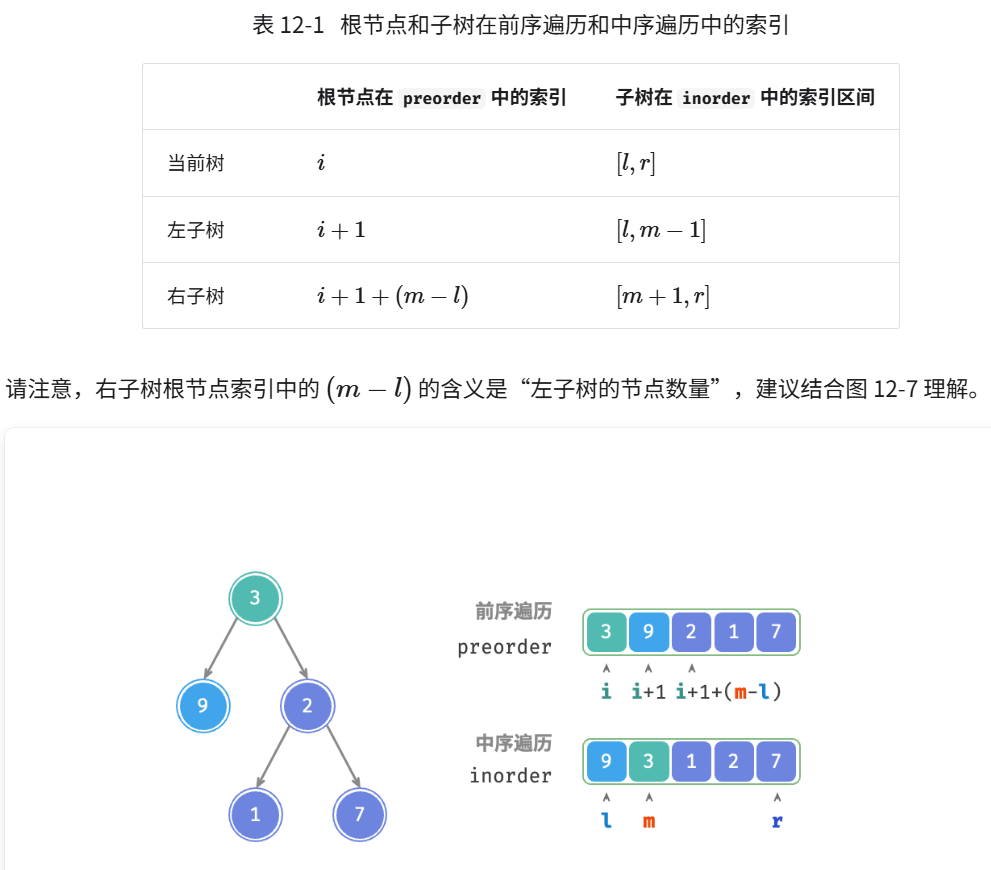 表 12-1 根节点和子树在前序遍历和中序遍历中的索引
根节点在 preorder 中的索引 子树在 inorder 中的索引区间
当前树 i [l, r]
左子树 i + 1 [l, m − 1]
右子树 i + 1 + (m − l) [m + 1, r]
请注意，右子树根节点索引中的 (m − l) 的含义是“左子树的节点数量”，建议结合图 12-7 理解。
3
9 2
1 7
前序遍历
preorder
3 9 2 1 7
i i+1 i+1+(m-l)
中序遍历
inorder
9 3 1 2 7
l m r